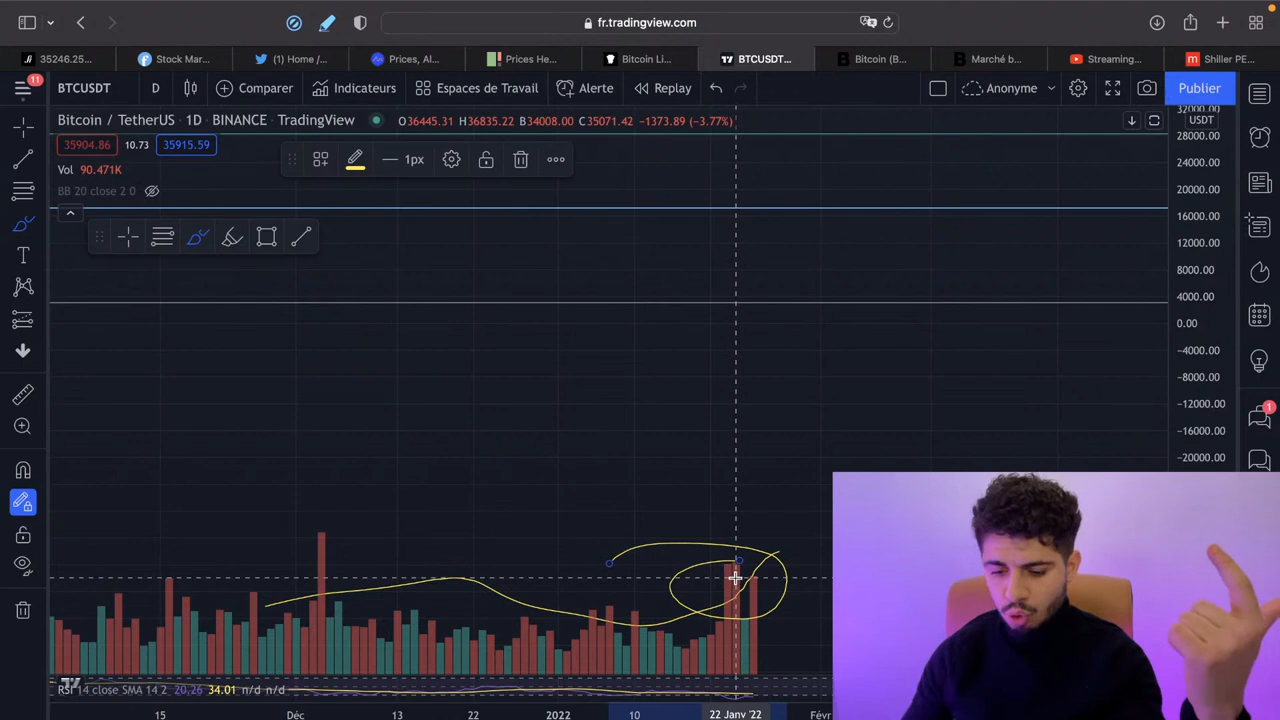 fr.tradingview.com
35246.25...
Stock Mar...
(1) Home /...
Prices, Al...
Prices He...
Bitcoin Li...
BTCUSDT...
Bitcoin (B...
Marché b...
Streaming...
Shiller PE...
11
BTCUSDT
D
Comparer
Indicateurs
Espaces de Travail
Alerte
Replay
Anonyme
Publier
Bitcoin / TetherUS · 1D · BINANCE · TradingView
O36445.31 H36835.22 B34008.00 C35071.42 −1373.89 (−3.77%)
USDT
35904.86 10.73 35915.59
1px
Vol 90.471K
BB 20 close 2 0
32000.00
28000.00
24000.00
20000.00
16000.00
12000.00
8000.00
4000.00
0.00
−4000.00
−8000.00
−12000.00
−16000.00
−20000.00
1
RSI 14 close SMA 14 2 20.26 34.01 n/d n/d
15 Déc 13 22 2022 10 22 Janv '22 Févr